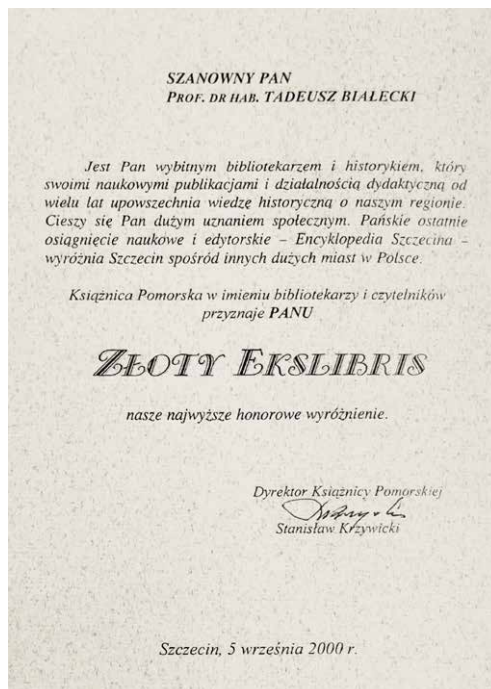 SZANOWNY PAN
PROF. DR HAB. TADEUSZ BIAŁECKI
Jest Pan wybitnym bibliotekarzem i historykiem, który
swoimi naukowymi publikacjami i działalnością dydaktyczną od
wielu lat upowszechnia wiedzę historyczną o naszym regionie.
Cieszy się Pan dużym uznaniem społecznym. Pańskie ostatnie
osiągnięcie naukowe i edytorskie – Encyklopedia Szczecina –
wyróżnia Szczecin spośród innych dużych miast w Polsce.
Książnica Pomorska w imieniu bibliotekarzy i czytelników
przyznaje PANU
ZŁOTY EKSLIBRIS
nasze najwyższe honorowe wyróżnienie.
Dyrektor Książnicy Pomorskiej
Stanisław Krzywicki
Szczecin, 5 września 2000 r.